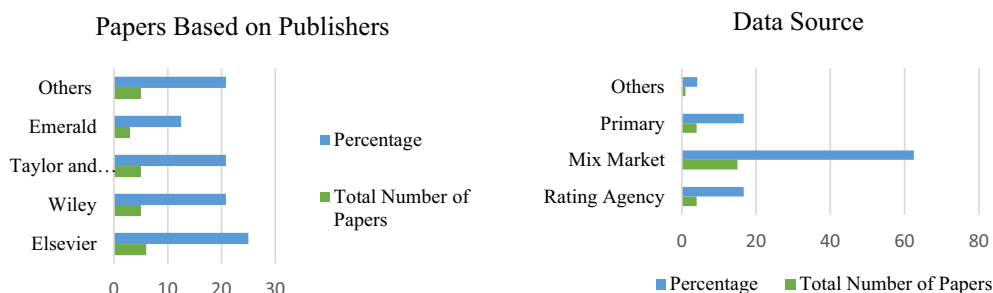 Papers Based on Publishers
Others
Emerald
Taylor and…
Wiley
Elsevier
0 10 20 30
Percentage
Total Number of
Papers
Data Source
Others
Primary
Mix Market
Rating Agency
0 20 40 60 80
Percentage Total Number of Papers